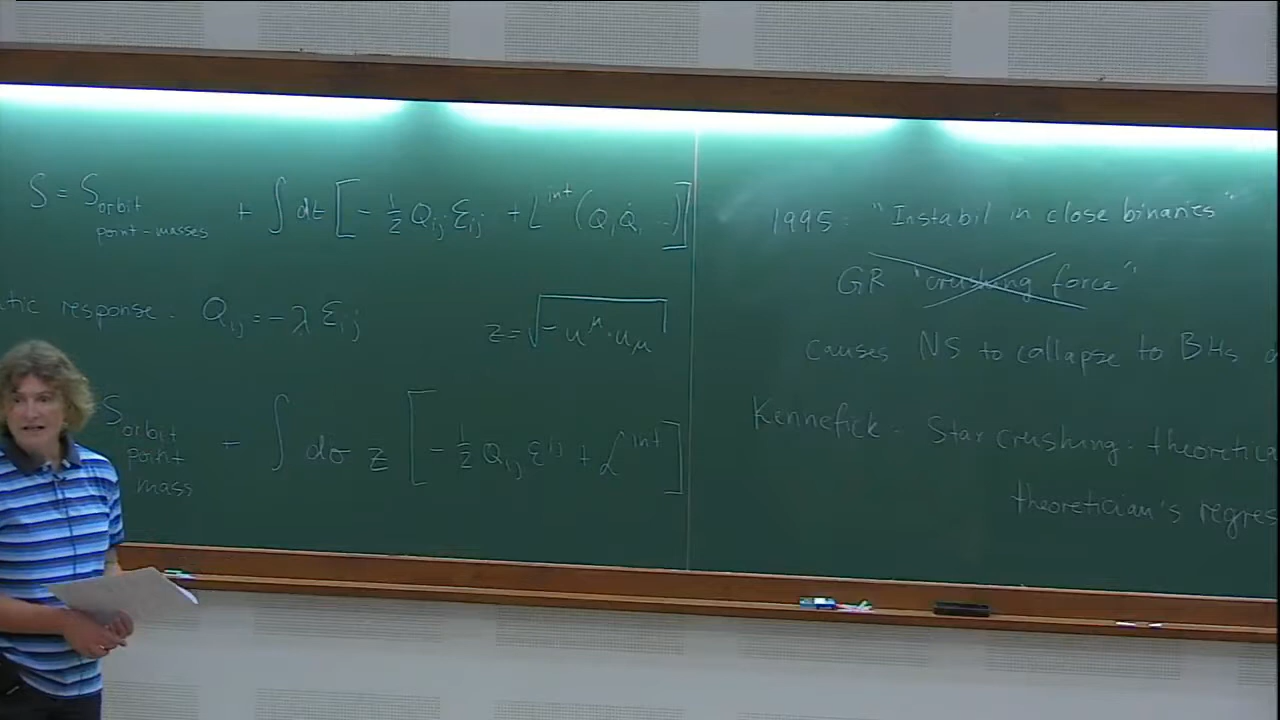 S = S_orbit point-masses + ∫ dt [ - 1/2 Q_ij ε_ij + L^int (Q, Q̇, ...) ]
tic response. Q_ij = -λ ε_ij
z = √(-u^μ · u_μ)
S_orbit point mass + ∫ dσ z [ - 1/2 Q_ij ε^ij + ℒ^int ]
1995: "Instabil in close binaries"
GR "crushing force"
causes NS to collapse to BHs
Kennefick. Star crushing. theoretica
theoretician's regres